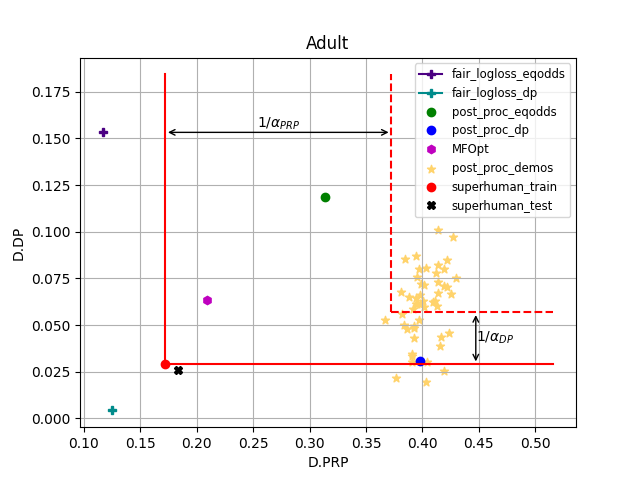 Adult
fair_logloss_eqodds
fair_logloss_dp
post_proc_eqodds
post_proc_dp
MFOpt
post_proc_demos
superhuman_train
superhuman_test
1/α_PRP
1/α_DP
D.DP
0.175
0.150
0.125
0.100
0.075
0.050
0.025
0.000
0.10 0.15 0.20 0.25 0.30 0.35 0.40 0.45 0.50
D.PRP